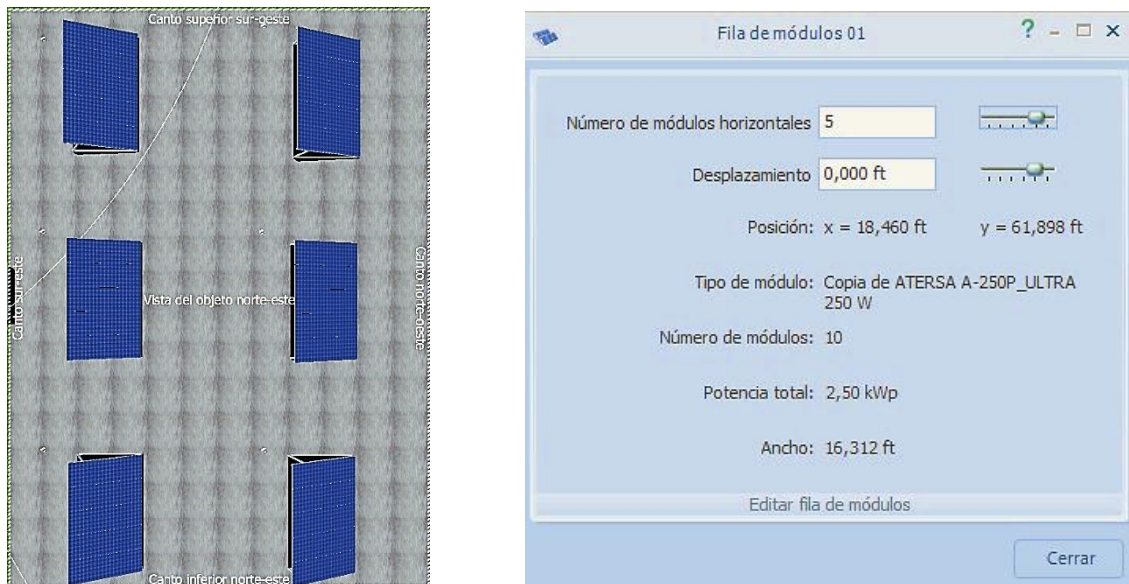 Canto superior sur-oeste
Canto sur-este
Vista del objeto norte-este
Canto norte-oeste
Canto inferior norte-este
Fila de módulos 01
Número de módulos horizontales 5
Desplazamiento 0,000 ft
Posición: x = 18,460 ft y = 61,898 ft
Tipo de módulo: Copia de ATERSA A-250P_ULTRA
250 W
Número de módulos: 10
Potencia total: 2,50 kWp
Ancho: 16,312 ft
Editar fila de módulos
Cerrar